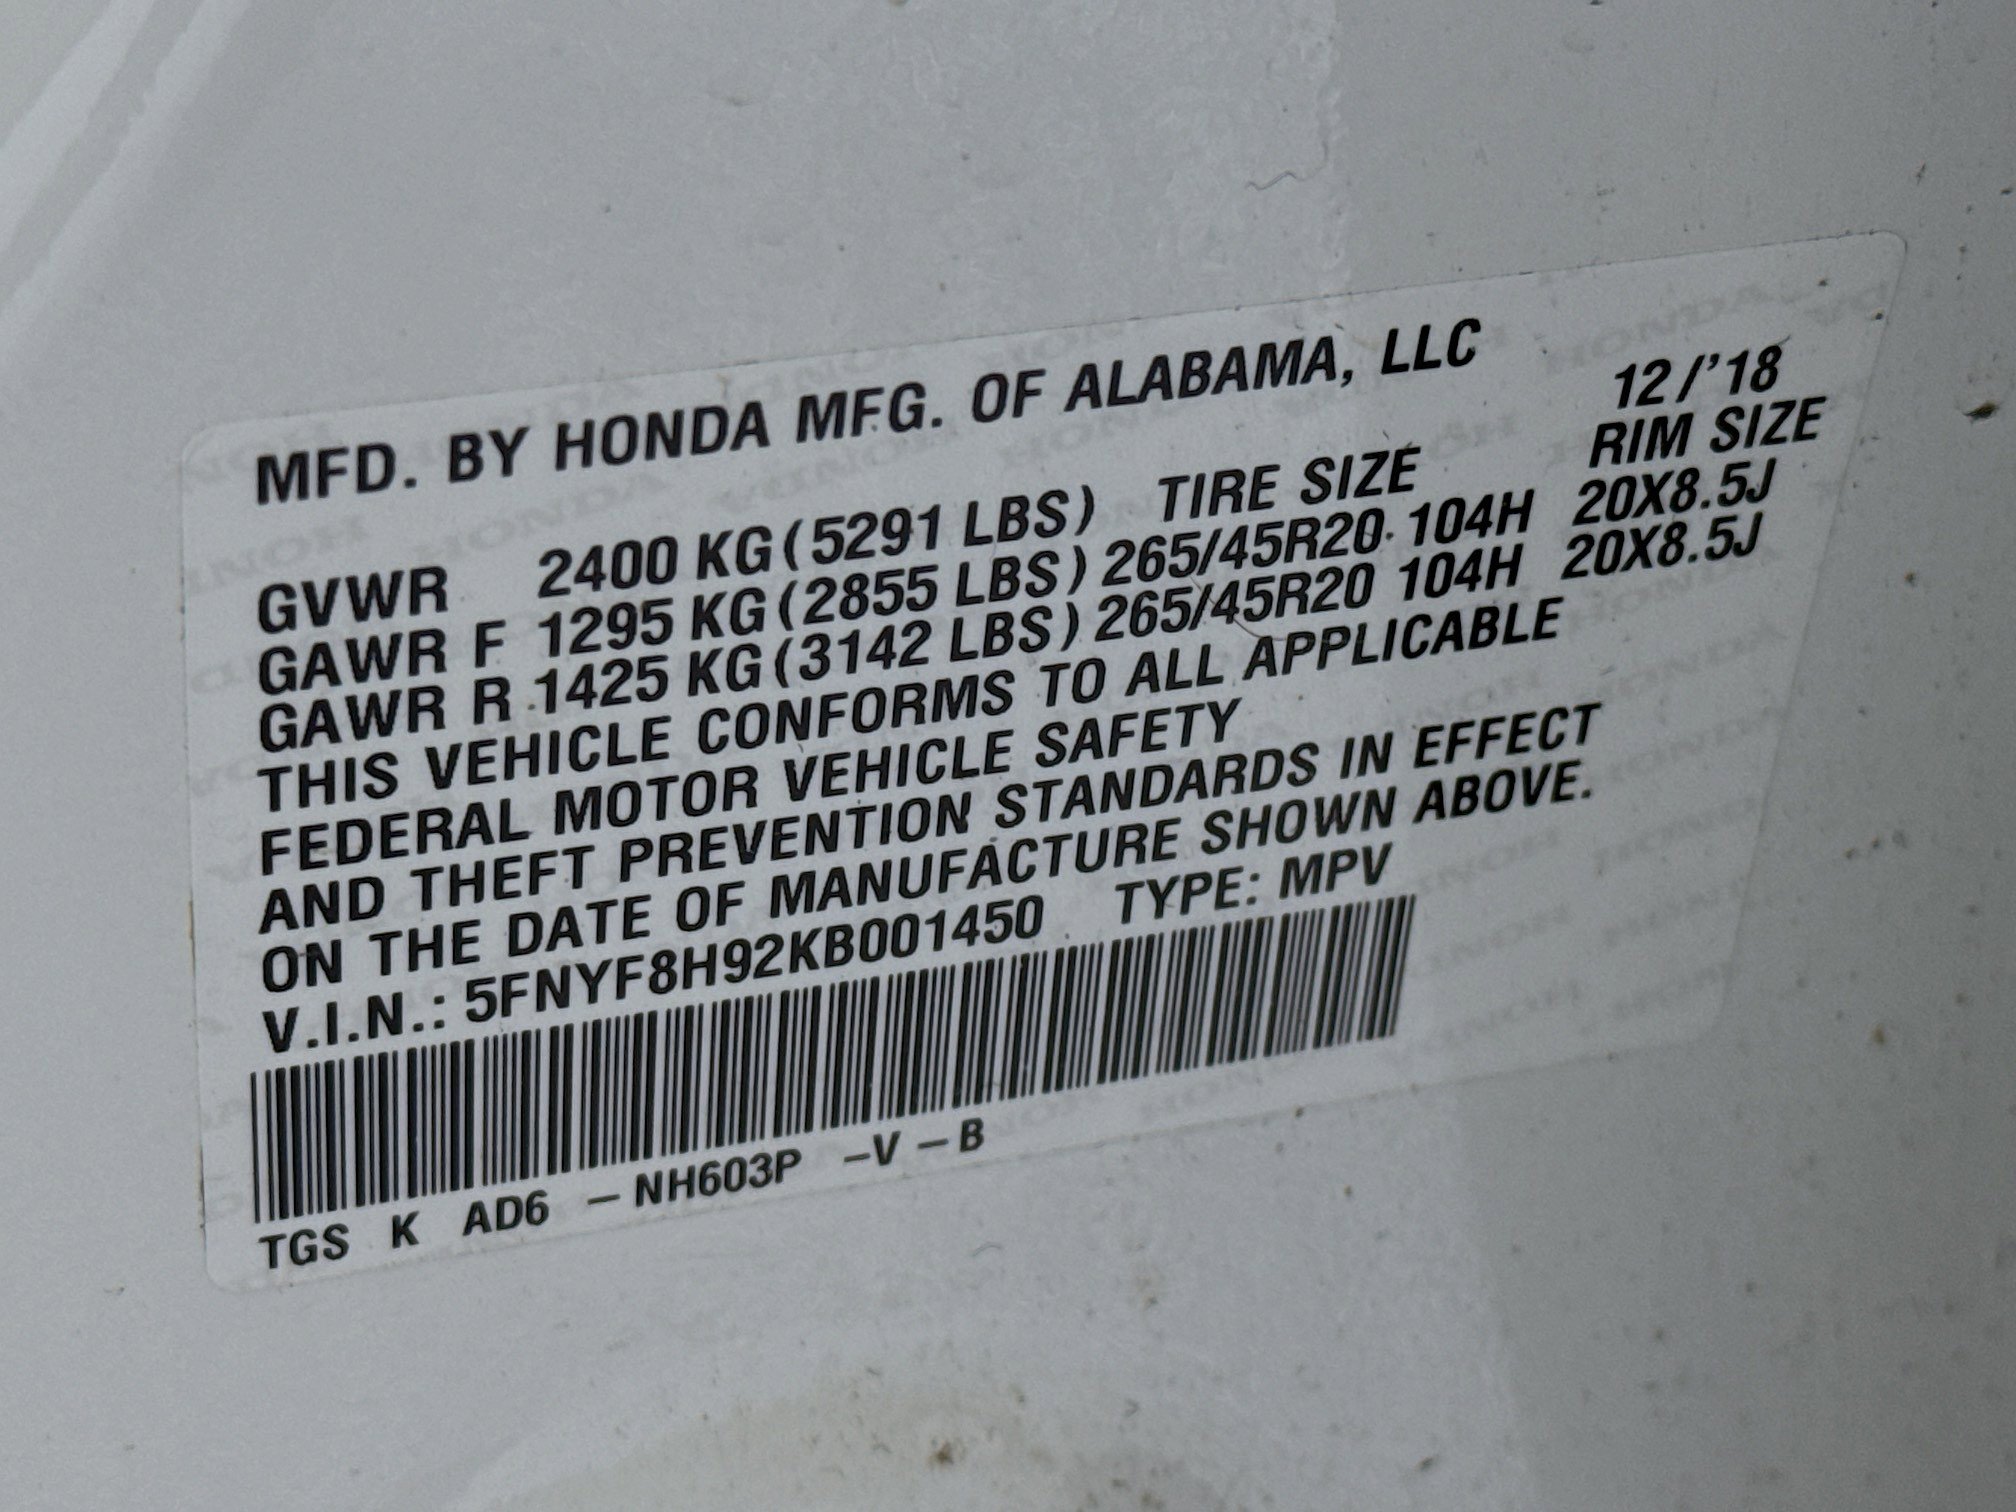 MFD. BY HONDA MFG. OF ALABAMA, LLC 12/'18
GVWR 2400 KG(5291 LBS) TIRE SIZE RIM SIZE
GAWR F 1295 KG(2855 LBS) 265/45R20 104H 20X8.5J
GAWR R 1425 KG(3142 LBS) 265/45R20 104H 20X8.5J
THIS VEHICLE CONFORMS TO ALL APPLICABLE
FEDERAL MOTOR VEHICLE SAFETY
AND THEFT PREVENTION STANDARDS IN EFFECT
ON THE DATE OF MANUFACTURE SHOWN ABOVE.
V.I.N.: 5FNYF8H92KB001450 TYPE: MPV
TGS K AD6 –NH603P –V–B